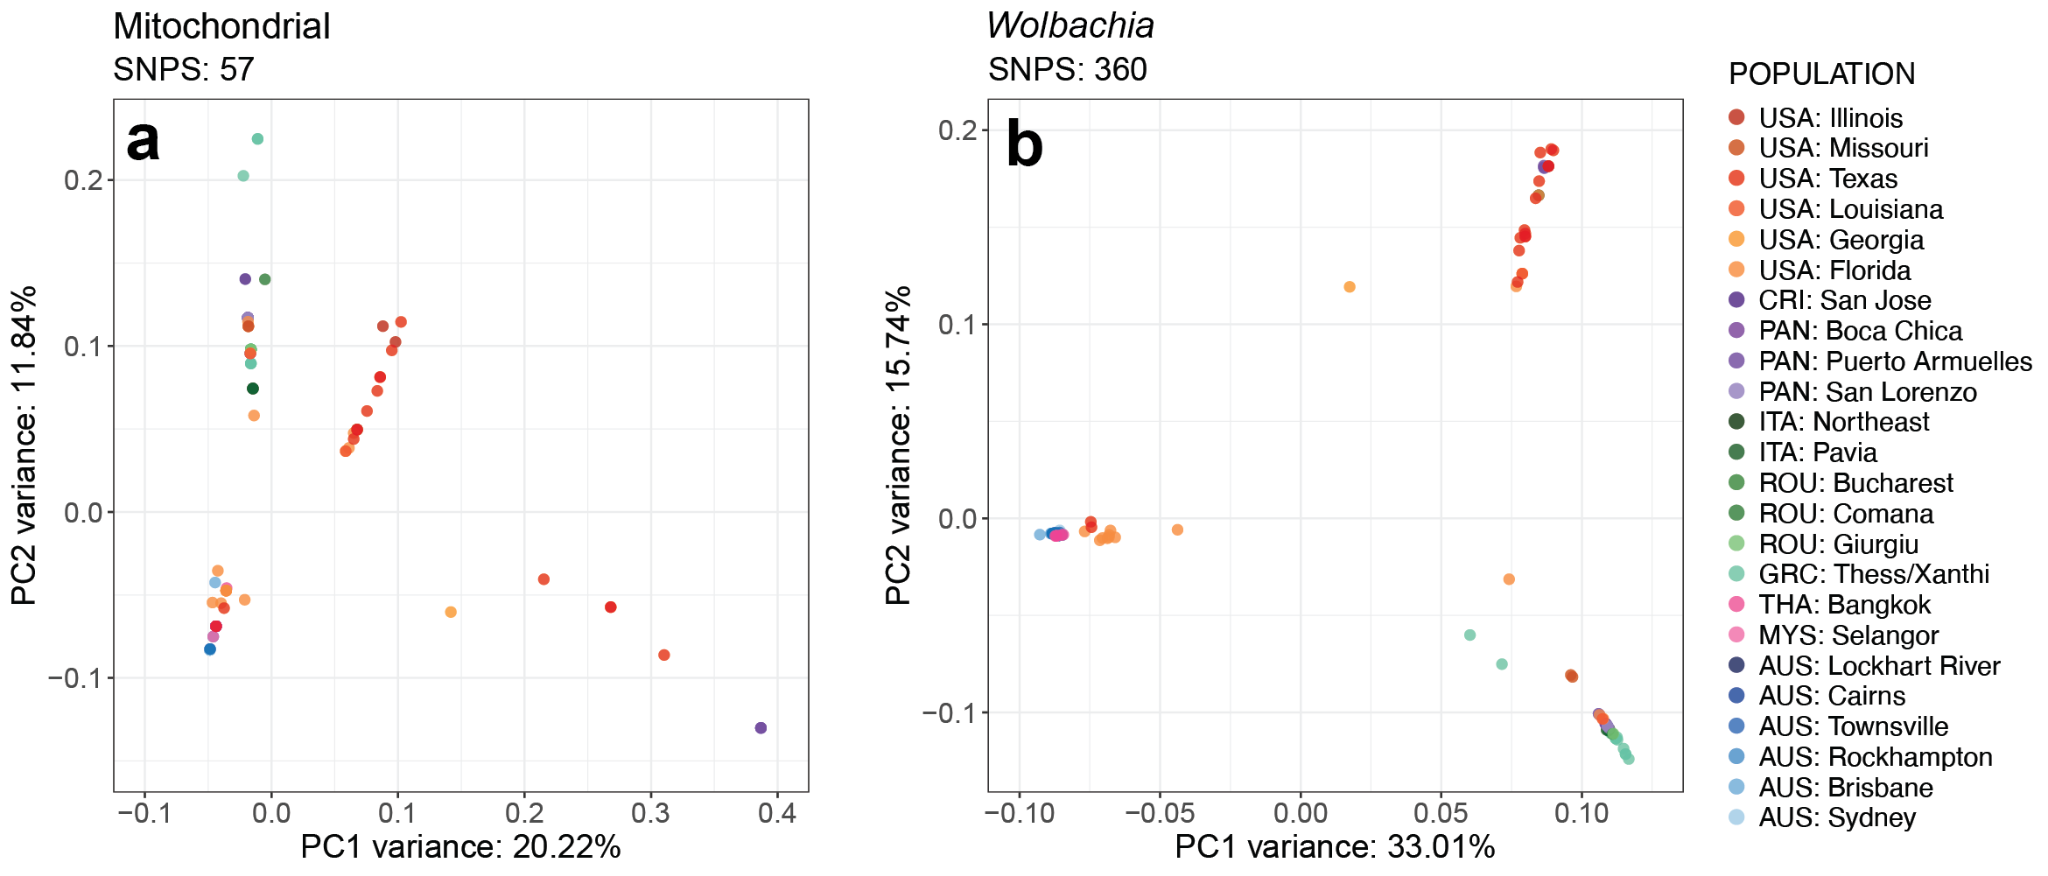 Mitochondrial
SNPS: 57
a
0.2
0.1
0.0
−0.1
PC2 variance: 11.84%
−0.1 0.0 0.1 0.2 0.3 0.4
PC1 variance: 20.22%
Wolbachia
SNPS: 360
b
0.2
0.1
0.0
−0.1
PC2 variance: 15.74%
−0.10 −0.05 0.00 0.05 0.10
PC1 variance: 33.01%
POPULATION
USA: Illinois
USA: Missouri
USA: Texas
USA: Louisiana
USA: Georgia
USA: Florida
CRI: San Jose
PAN: Boca Chica
PAN: Puerto Armuelles
PAN: San Lorenzo
ITA: Northeast
ITA: Pavia
ROU: Bucharest
ROU: Comana
ROU: Giurgiu
GRC: Thess/Xanthi
THA: Bangkok
MYS: Selangor
AUS: Lockhart River
AUS: Cairns
AUS: Townsville
AUS: Rockhampton
AUS: Brisbane
AUS: Sydney